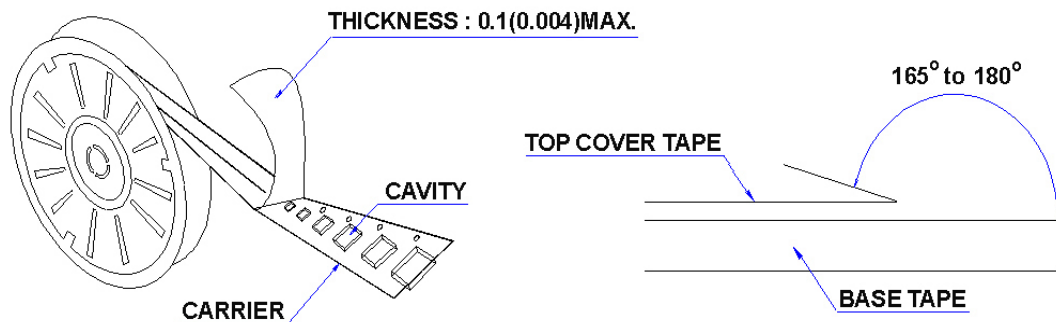 THICKNESS : 0.1(0.004)MAX.
165° to 180°
TOP COVER TAPE
CAVITY
CARRIER
BASE TAPE